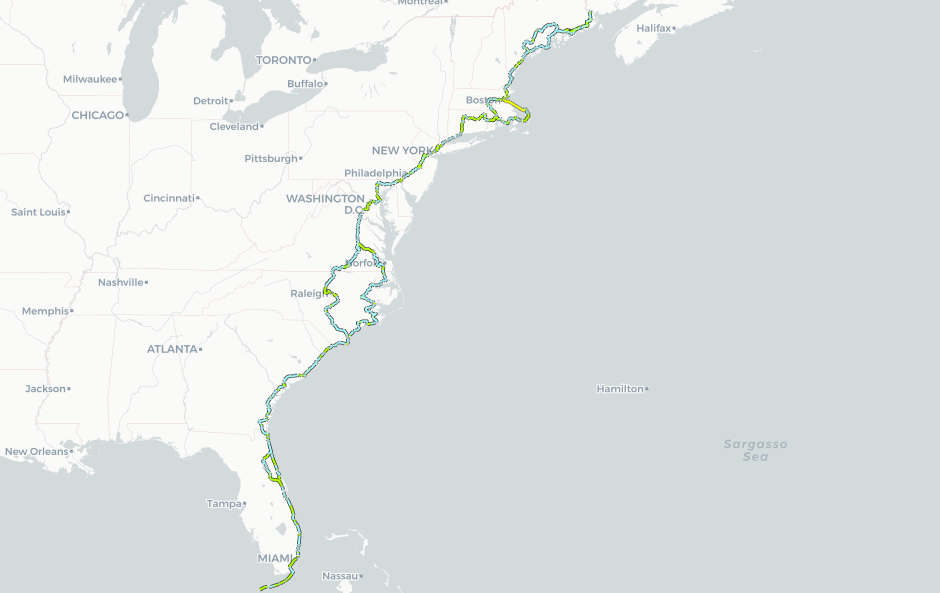 Montréal
Halifax
TORONTO
Milwaukee
Buffalo
Boston
Detroit
CHICAGO
Cleveland
NEW YORK
Pittsburgh
Philadelphia
Cincinnati
WASHINGTON
D.C.
Saint Louis
Norfolk
Nashville
Raleigh
Memphis
ATLANTA
Jackson
Hamilton
Sargasso
Sea
New Orleans
Tampa
MIAMI
Nassau